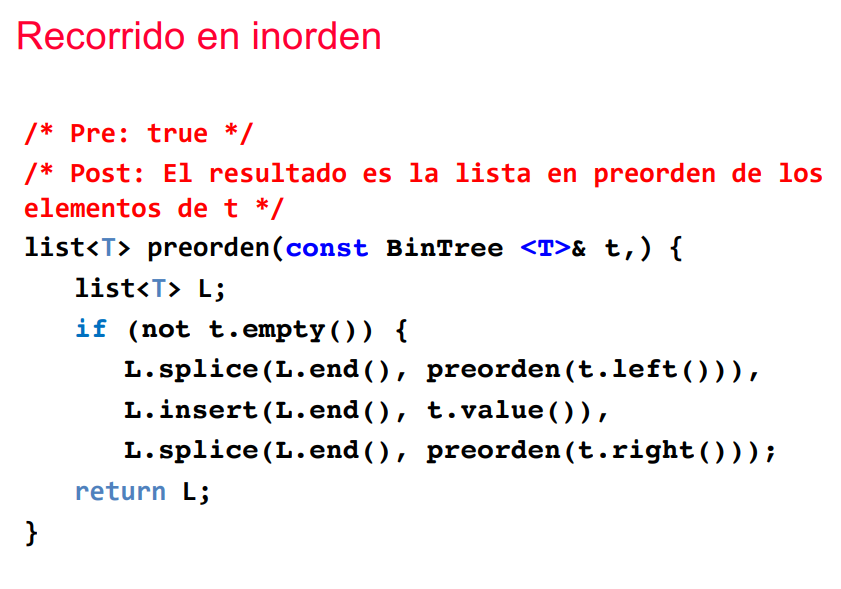 Recorrido en inorden
/* Pre: true */
/* Post: El resultado es la lista en preorden de los
elementos de t */
list<T> preorden(const BinTree <T>& t,) {
list<T> L;
if (not t.empty()) {
L.splice(L.end(), preorden(t.left())),
L.insert(L.end(), t.value()),
L.splice(L.end(), preorden(t.right()));
return L;
}